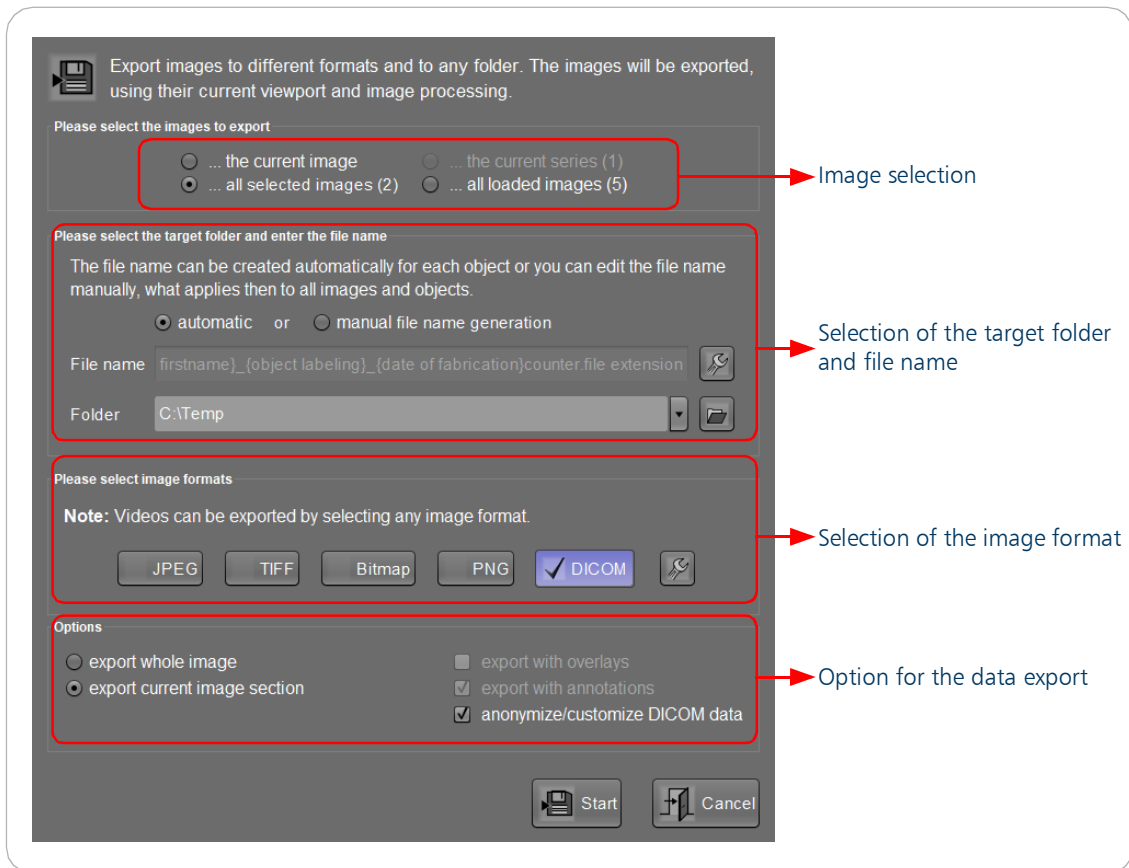 Export images to different formats and to any folder. The images will be exported,
using their current viewport and image processing.
Please select the images to export
... the current image
... the current series (1)
... all selected images (2)
... all loaded images (5)
Image selection
Please select the target folder and enter the file name
The file name can be created automatically for each object or you can edit the file name
manually, what applies then to all images and objects.
automatic or manual file name generation
File name firstname}_{object labeling}_{date of fabrication}counter.file extension
Folder C:\Temp
Selection of the target folder
and file name
Please select image formats
Note: Videos can be exported by selecting any image format.
JPEG TIFF Bitmap PNG DICOM
Selection of the image format
Options
export whole image
export current image section
export with overlays
export with annotations
anonymize/customize DICOM data
Option for the data export
Start Cancel